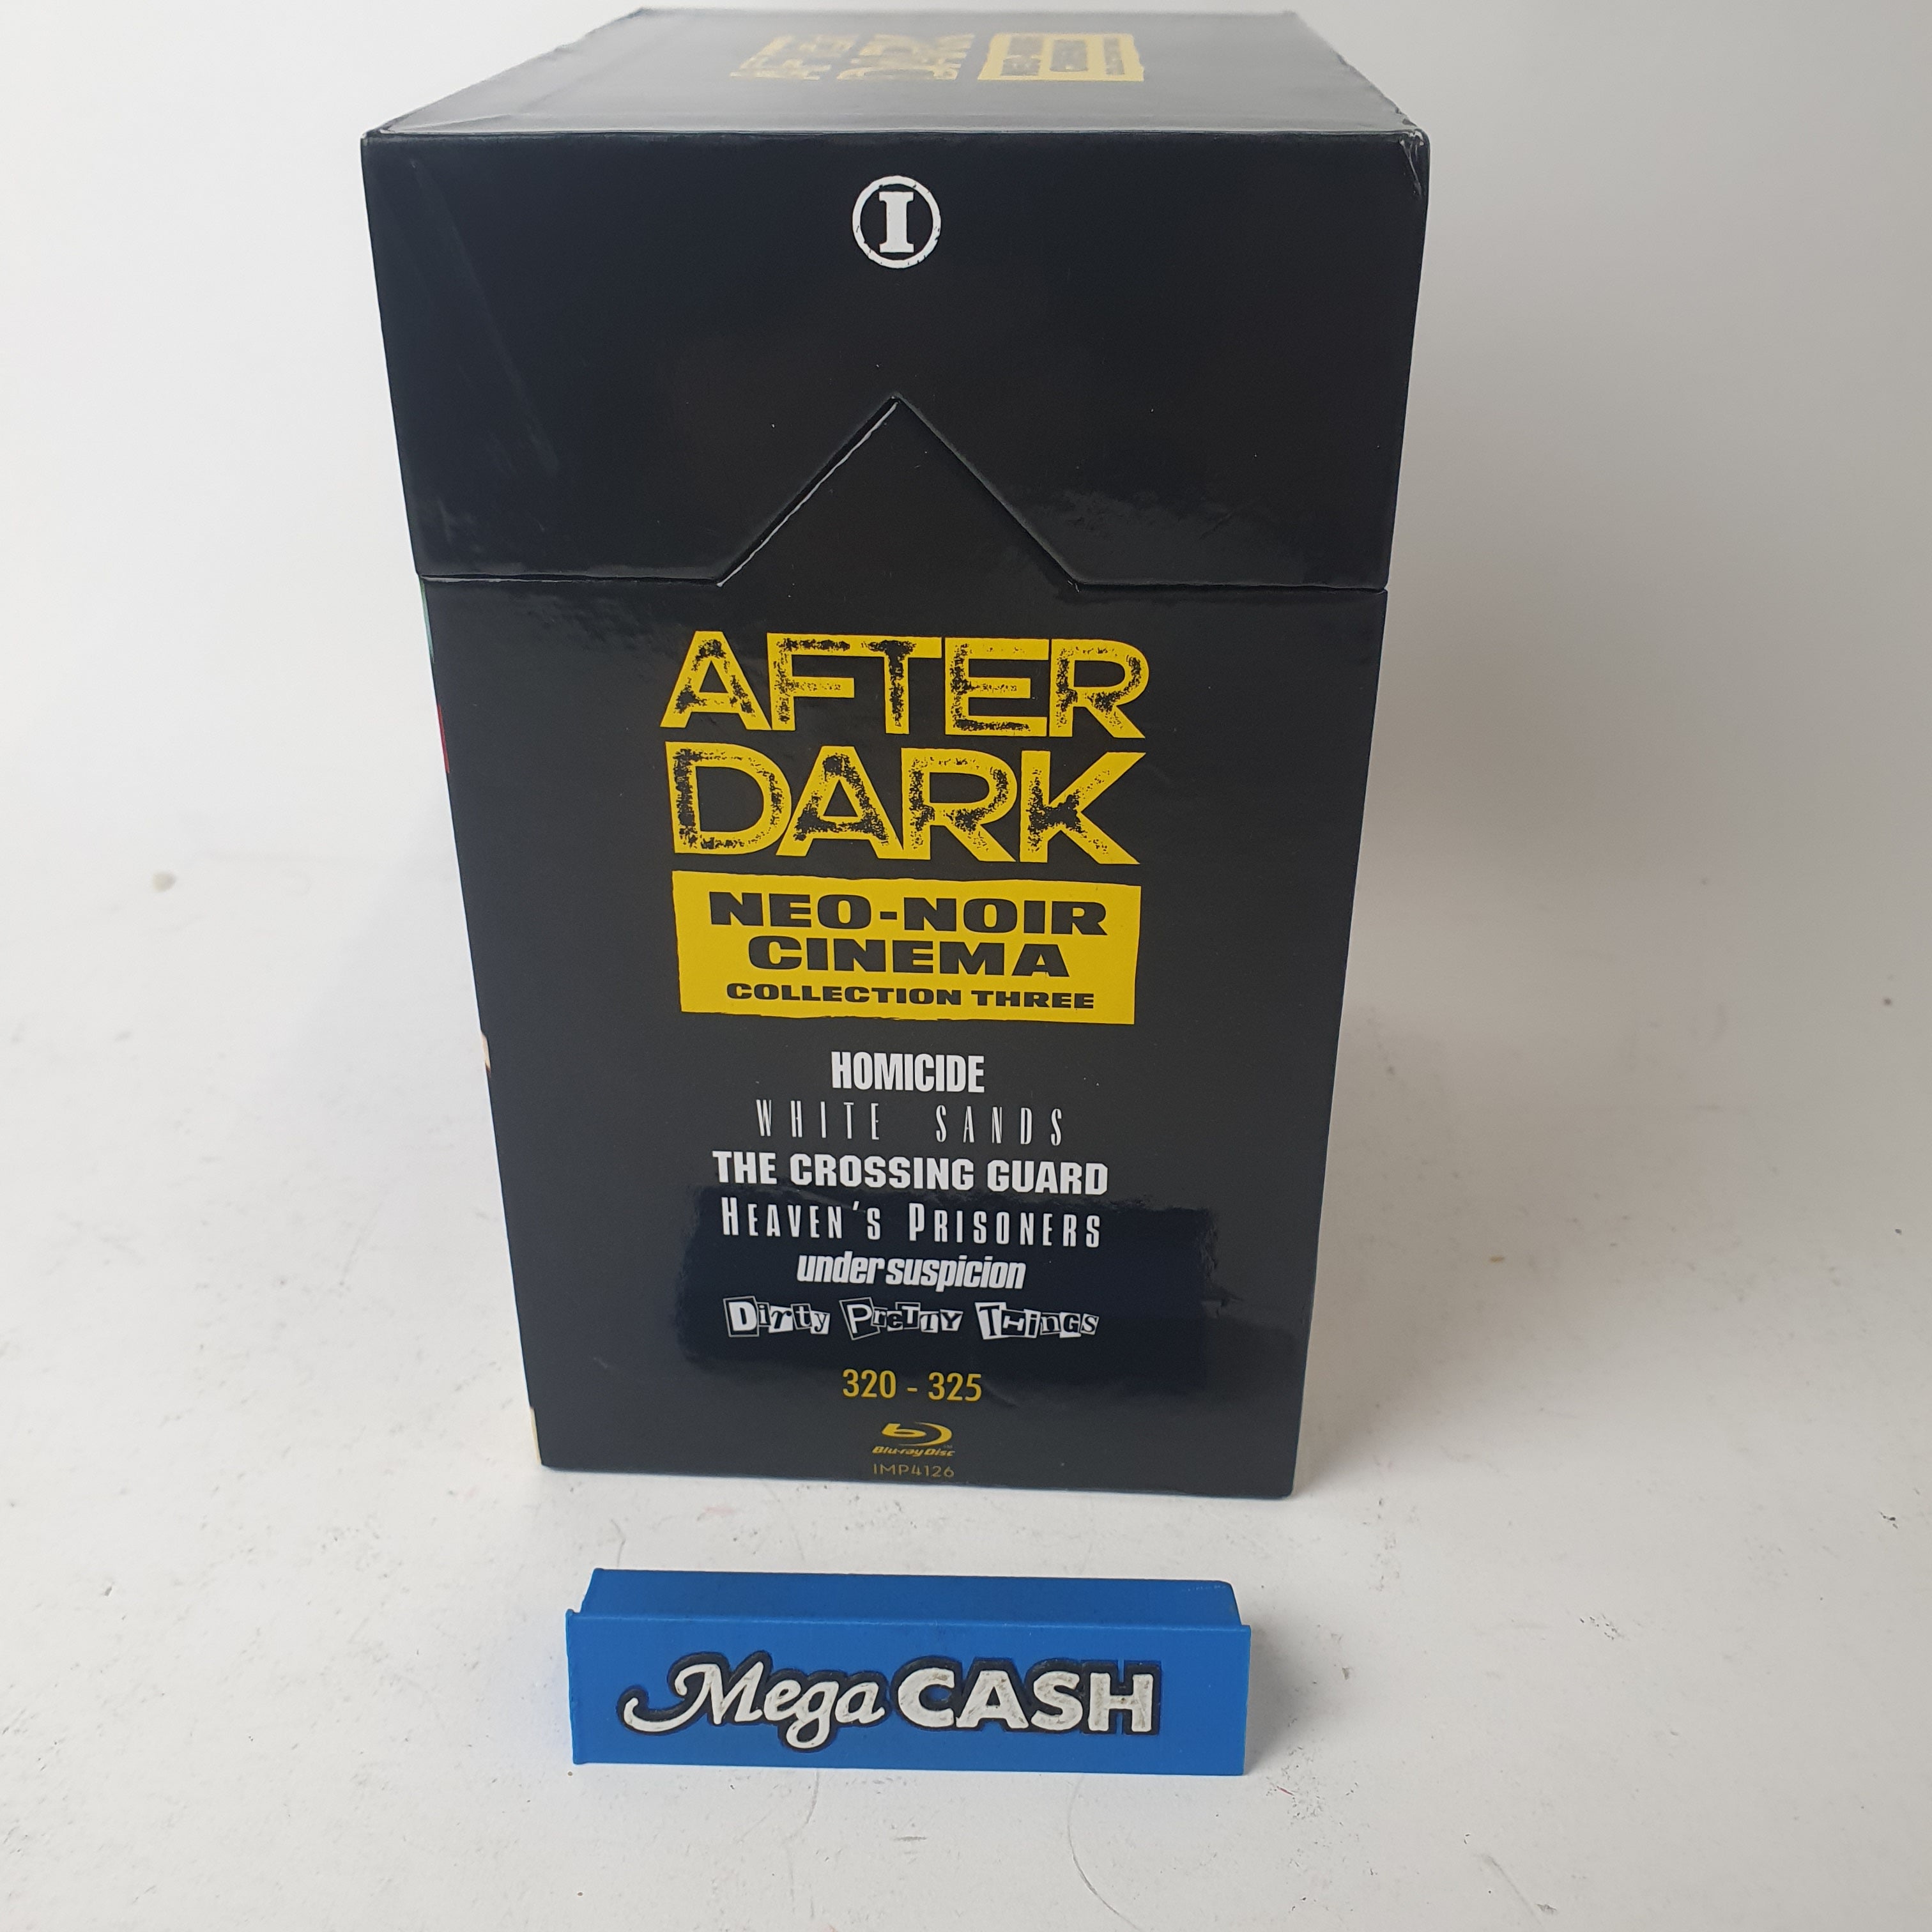 I
AFTER
DARK
NEO-NOIR
CINEMA
COLLECTION THREE
HOMICIDE
WHITE SANDS
THE CROSSING GUARD
HEAVEN'S PRISONERS
under suspicion
Dirty PreTTY THings
320 - 325
Blu-ray Disc
IMP4126
Mega CASH